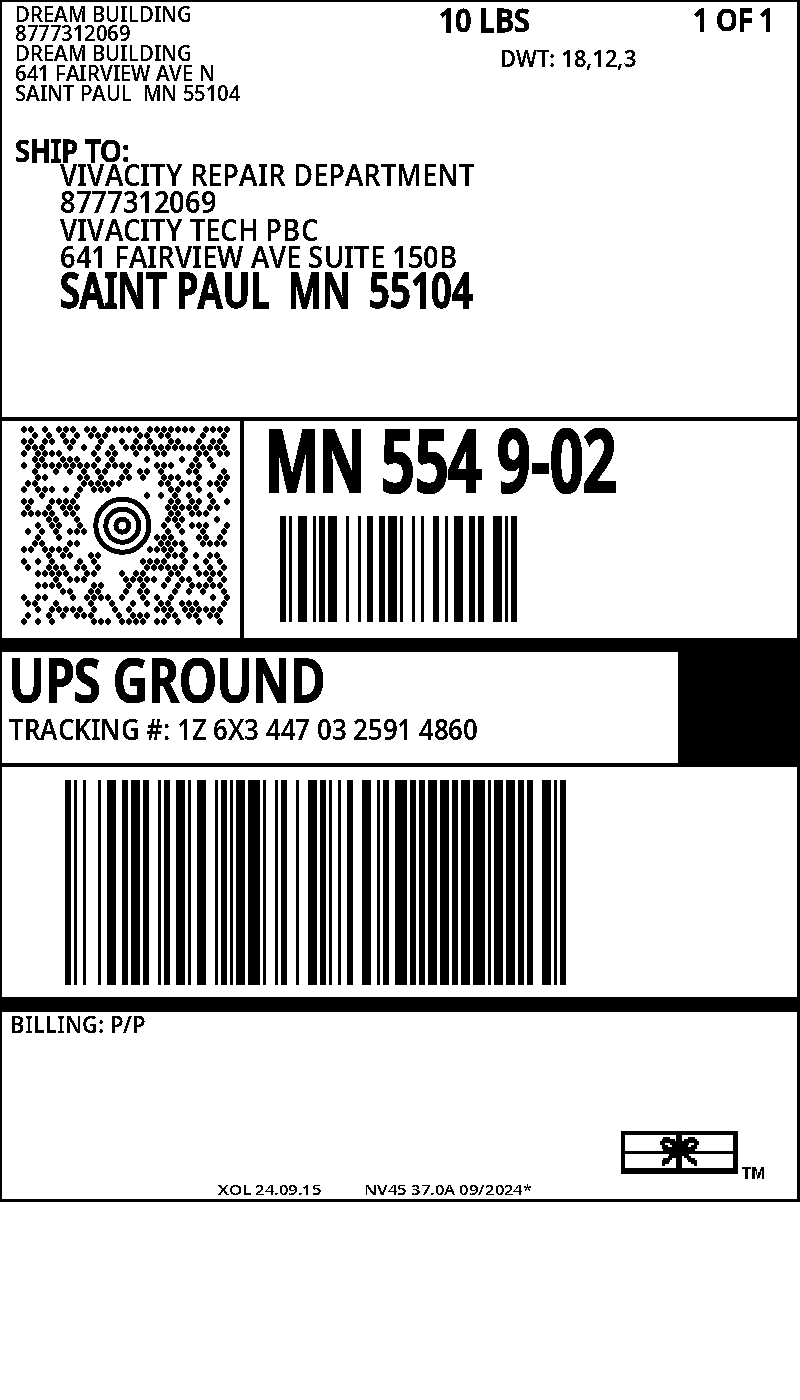 DREAM BUILDING
8777312069
DREAM BUILDING
641 FAIRVIEW AVE N
SAINT PAUL  MN 55104
10 LBS
1 OF 1
DWT: 18,12,3
SHIP TO:
VIVACITY REPAIR DEPARTMENT
8777312069
VIVACITY TECH PBC
641 FAIRVIEW AVE SUITE 150B
SAINT PAUL  MN  55104
MN 554 9-02
UPS GROUND
TRACKING #: 1Z 6X3 447 03 2591 4860
BILLING: P/P
TM
XOL 24.09.15 NV45 37.0A 09/2024*